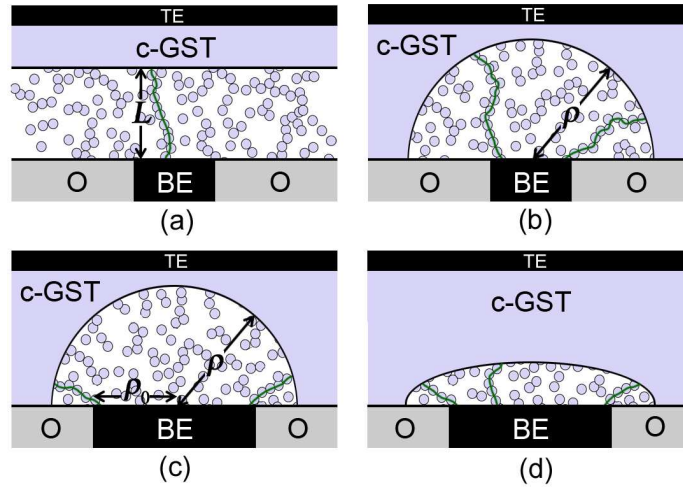 TE
c-GST
L
O BE O
(a)
TE
c-GST
ρ
O BE O
(b)
TE
c-GST
ρ₀ ρ
O BE O
(c)
TE
c-GST
O BE O
(d)